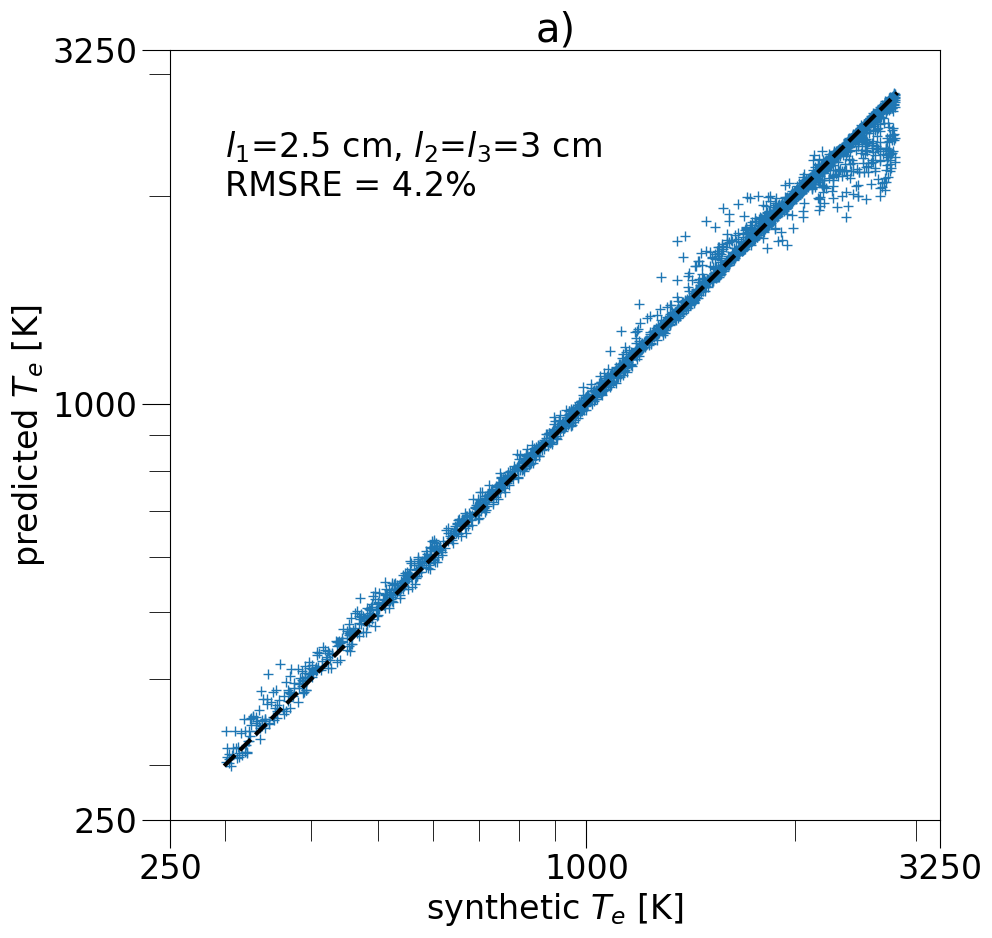 a)
3250
l₁=2.5 cm, l₂=l₃=3 cm
RMSRE = 4.2%
predicted Tₑ [K]
1000
250
250 1000 3250
synthetic Tₑ [K]